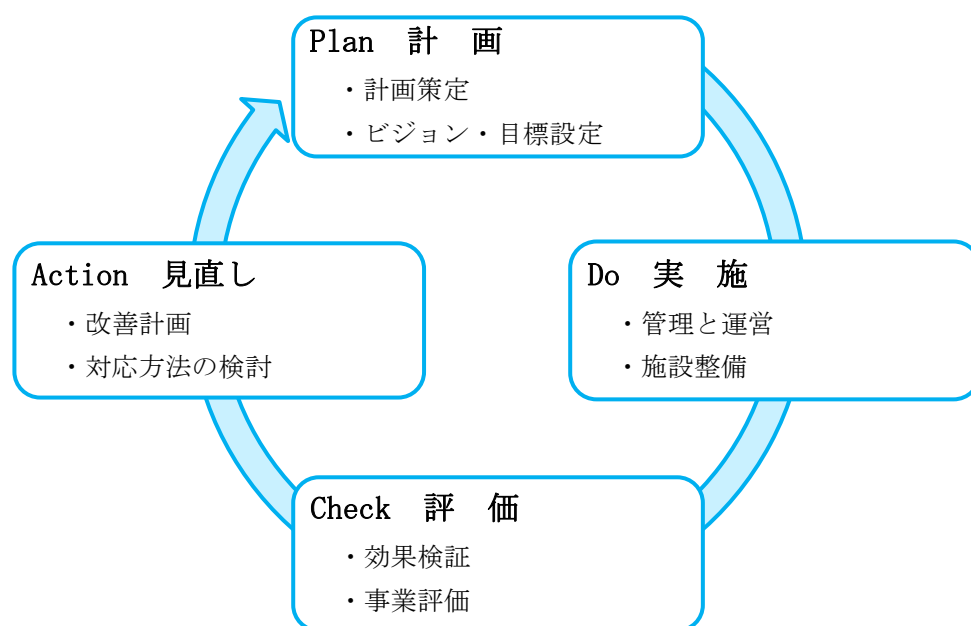 Plan 計 画
・計画策定
・ビジョン・目標設定
Do 実 施
・管理と運営
・施設整備
Check 評 価
・効果検証
・事業評価
Action 見直し
・改善計画
・対応方法の検討